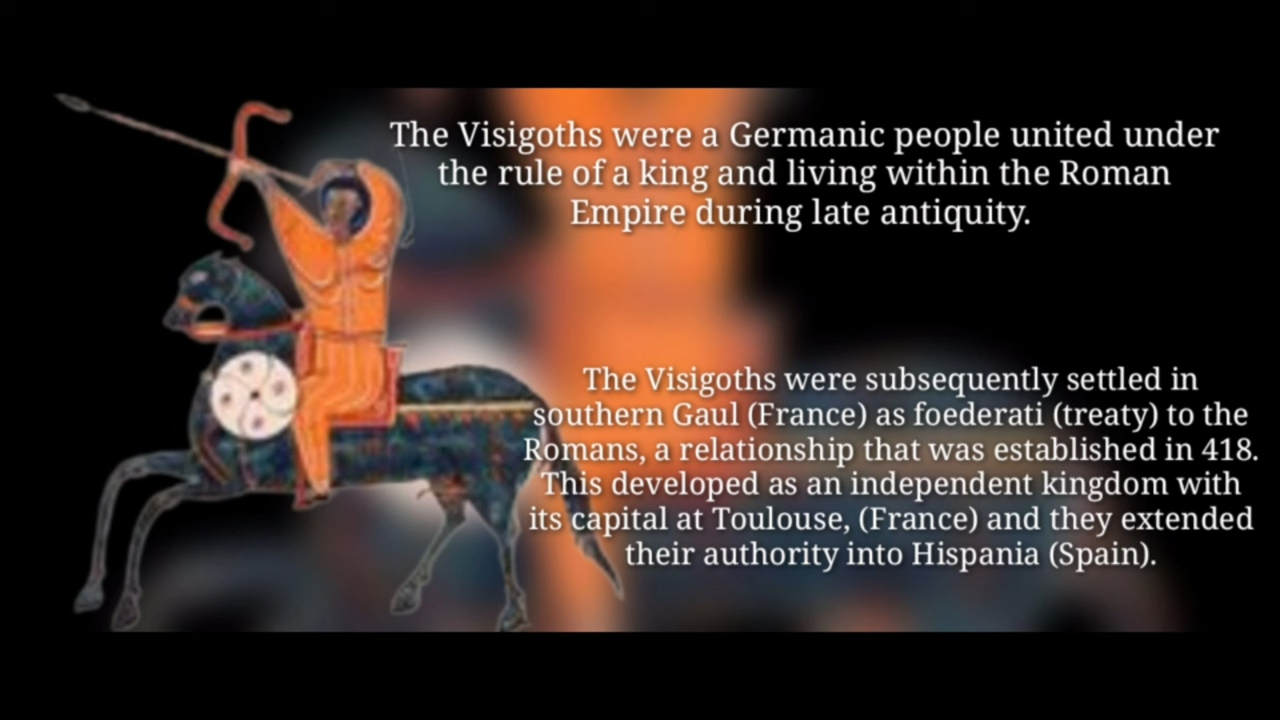 The Visigoths were a Germanic people united under
the rule of a king and living within the Roman
Empire during late antiquity.
The Visigoths were subsequently settled in
southern Gaul (France) as foederati (treaty) to the
Romans, a relationship that was established in 418.
This developed as an independent kingdom with
its capital at Toulouse, (France) and they extended
their authority into Hispania (Spain).